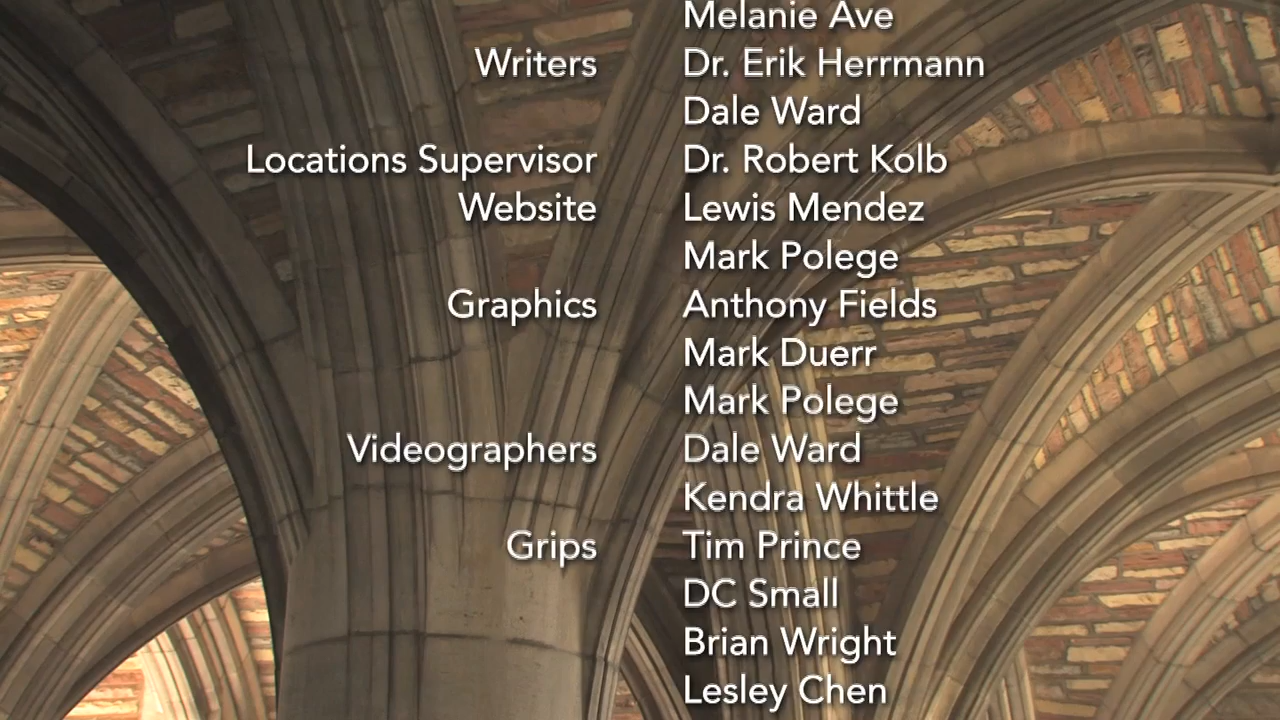 Melanie Ave
Writers Dr. Erik Herrmann
Dale Ward
Locations Supervisor Dr. Robert Kolb
Website Lewis Mendez
Mark Polege
Graphics Anthony Fields
Mark Duerr
Mark Polege
Videographers Dale Ward
Kendra Whittle
Grips Tim Prince
DC Small
Brian Wright
Lesley Chen